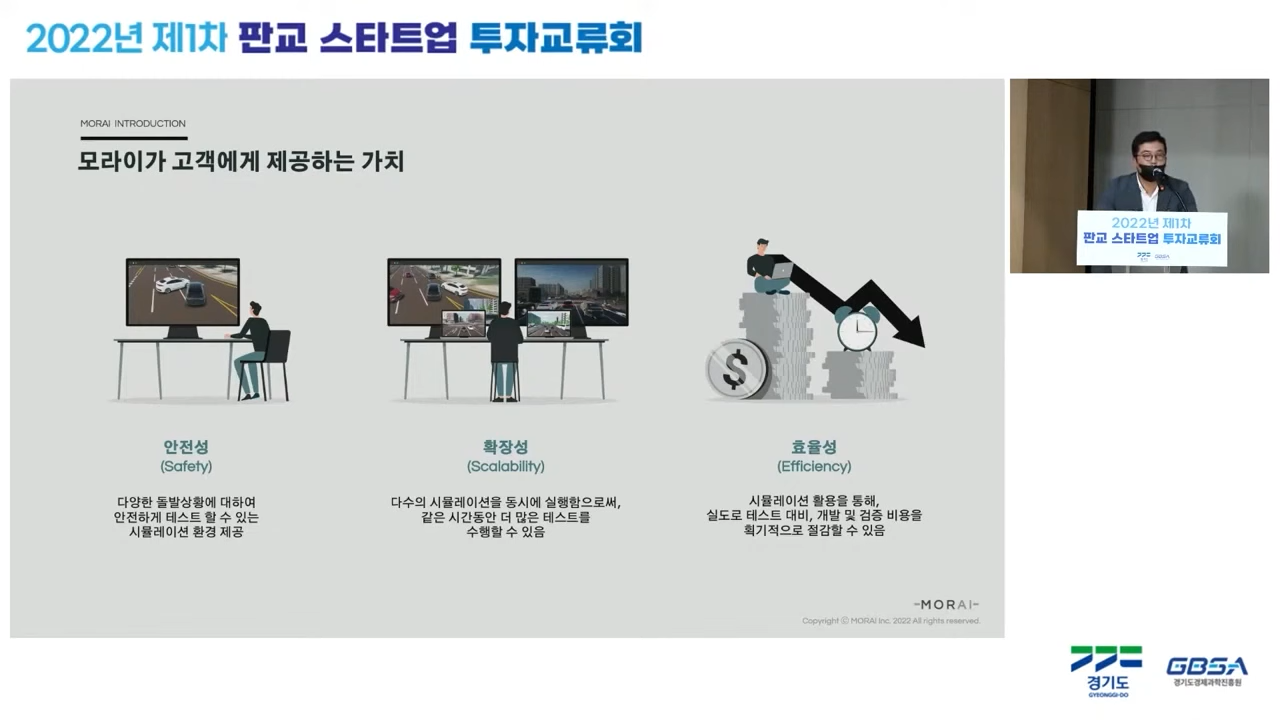 2022년 제1차 판교 스타트업 투자교류회
MORAI INTRODUCTION
모라이가 고객에게 제공하는 가치
안전성
(Safety)
다양한 돌발상황에 대하여
안전하게 테스트 할 수 있는
시뮬레이션 환경 제공
확장성
(Scalability)
다수의 시뮬레이션을 동시에 실행함으로써,
같은 시간동안 더 많은 테스트를
수행할 수 있음
효율성
(Efficiency)
시뮬레이션 활용을 통해,
실도로 테스트 대비, 개발 및 검증 비용을
획기적으로 절감할 수 있음
$
-MORAI-
Copyright ⓒ MORAI Inc. 2022 All rights reserved.
2022년 제1차
판교 스타트업 투자교류회
GBSA
경기도
GYEONGGI-DO
GBSA
경기도경제과학진흥원